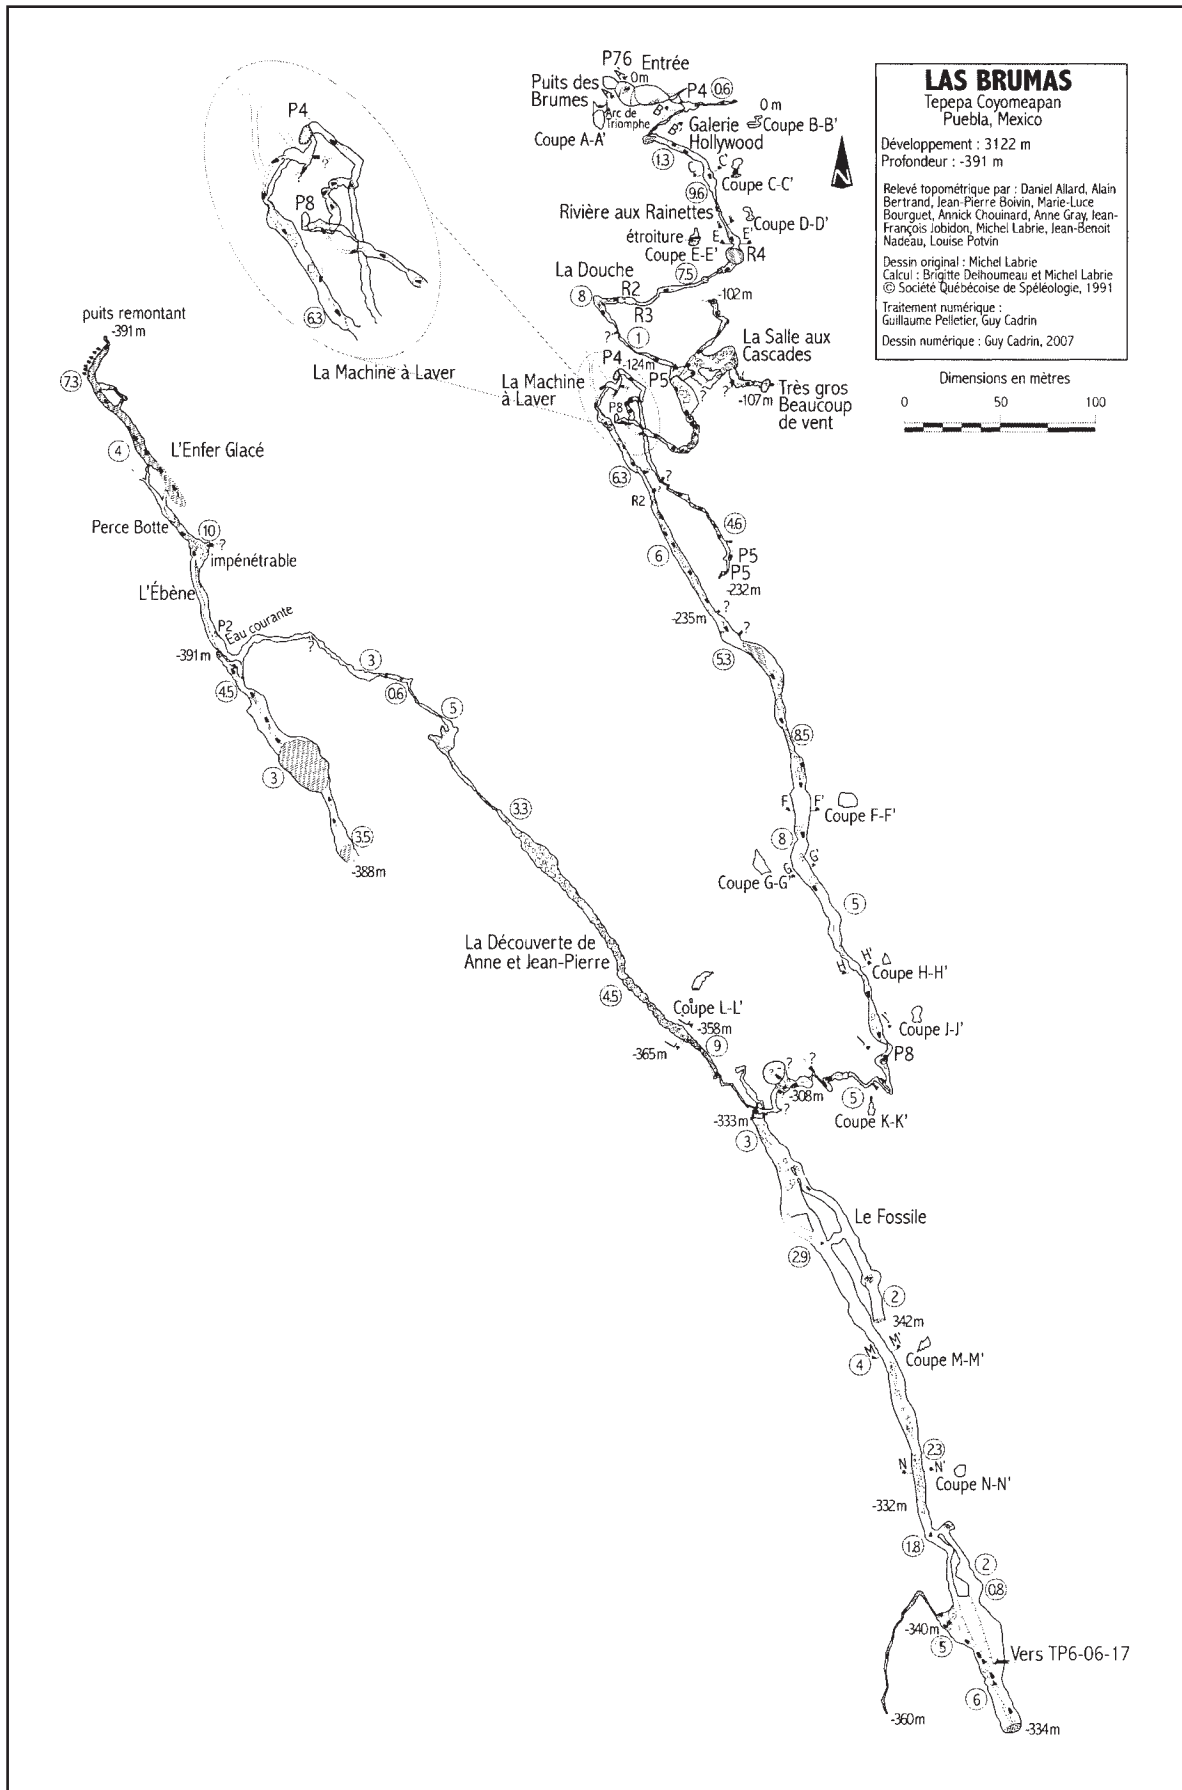 LAS BRUMAS
Tepepa Coyomeapan
Puebla, Mexico
Développement : 3122 m
Profondeur : -391 m
Relevé topométrique par : Daniel Allard, Alain
Bertrand, Jean-Pierre Boivin, Marie-Luce
Bourguet, Annick Chouinard, Anne Gray, Jean-
François Jobidon, Michel Labrie, Jean-Benoit
Nadeau, Louise Potvin
Dessin original : Michel Labrie
Calcul : Brigitte Delhoumeau et Michel Labrie
© Société Québécoise de Spéléologie, 1991
Traitement numérique :
Guillaume Pelletier, Guy Cadrin
Dessin numérique : Guy Cadrin, 2007
Dimensions en mètres
0 50 100
N
P76 Entrée
0m
Puits des
Brumes
P4
0.6
0 m
Arc de
Triomphe
B
B'
Coupe A-A'
Galerie
Hollywood
Coupe B-B'
1.3
C'
Coupe C-C'
9.6
Rivière aux Rainettes
Coupe D-D'
étroiture
E
E'
Coupe E-E'
R4
La Douche
7.5
8
R2
R3
-102m
?
1
La Salle aux
Cascades
P4
-124m
P5
La Machine
à Laver
P8
?
?
-107m
Très gros
Beaucoup
de vent
P4
?
P8
6.3
La Machine à Laver
puits remontant
-391m
7.3
4
L'Enfer Glacé
Perce Botte
10
?
impénétrable
L'Ébène
P2
Eau courante
-391m
4.5
?
3
0.6
5
3
3.5
-388m
3.3
6.3
?
R2
?
4.6
6
P5
P5
-232m
-235m
?
?
5.3
8.5
F
F'
Coupe F-F'
8
G
G'
Coupe G-G'
5
H
H'
Coupe H-H'
Coupe J-J'
P8
La Découverte de
Anne et Jean-Pierre
4.5
Coupe L-L'
-358m
-365m
9
?
?
?
-308m
5
Coupe K-K'
?
-333m
3
Le Fossile
2.9
2
342m
M
M'
Coupe M-M'
4
2.3
N
N'
Coupe N-N'
-332m
1.8
2
0.8
-340m
5
Vers TP6-06-17
6
-360m
-334m